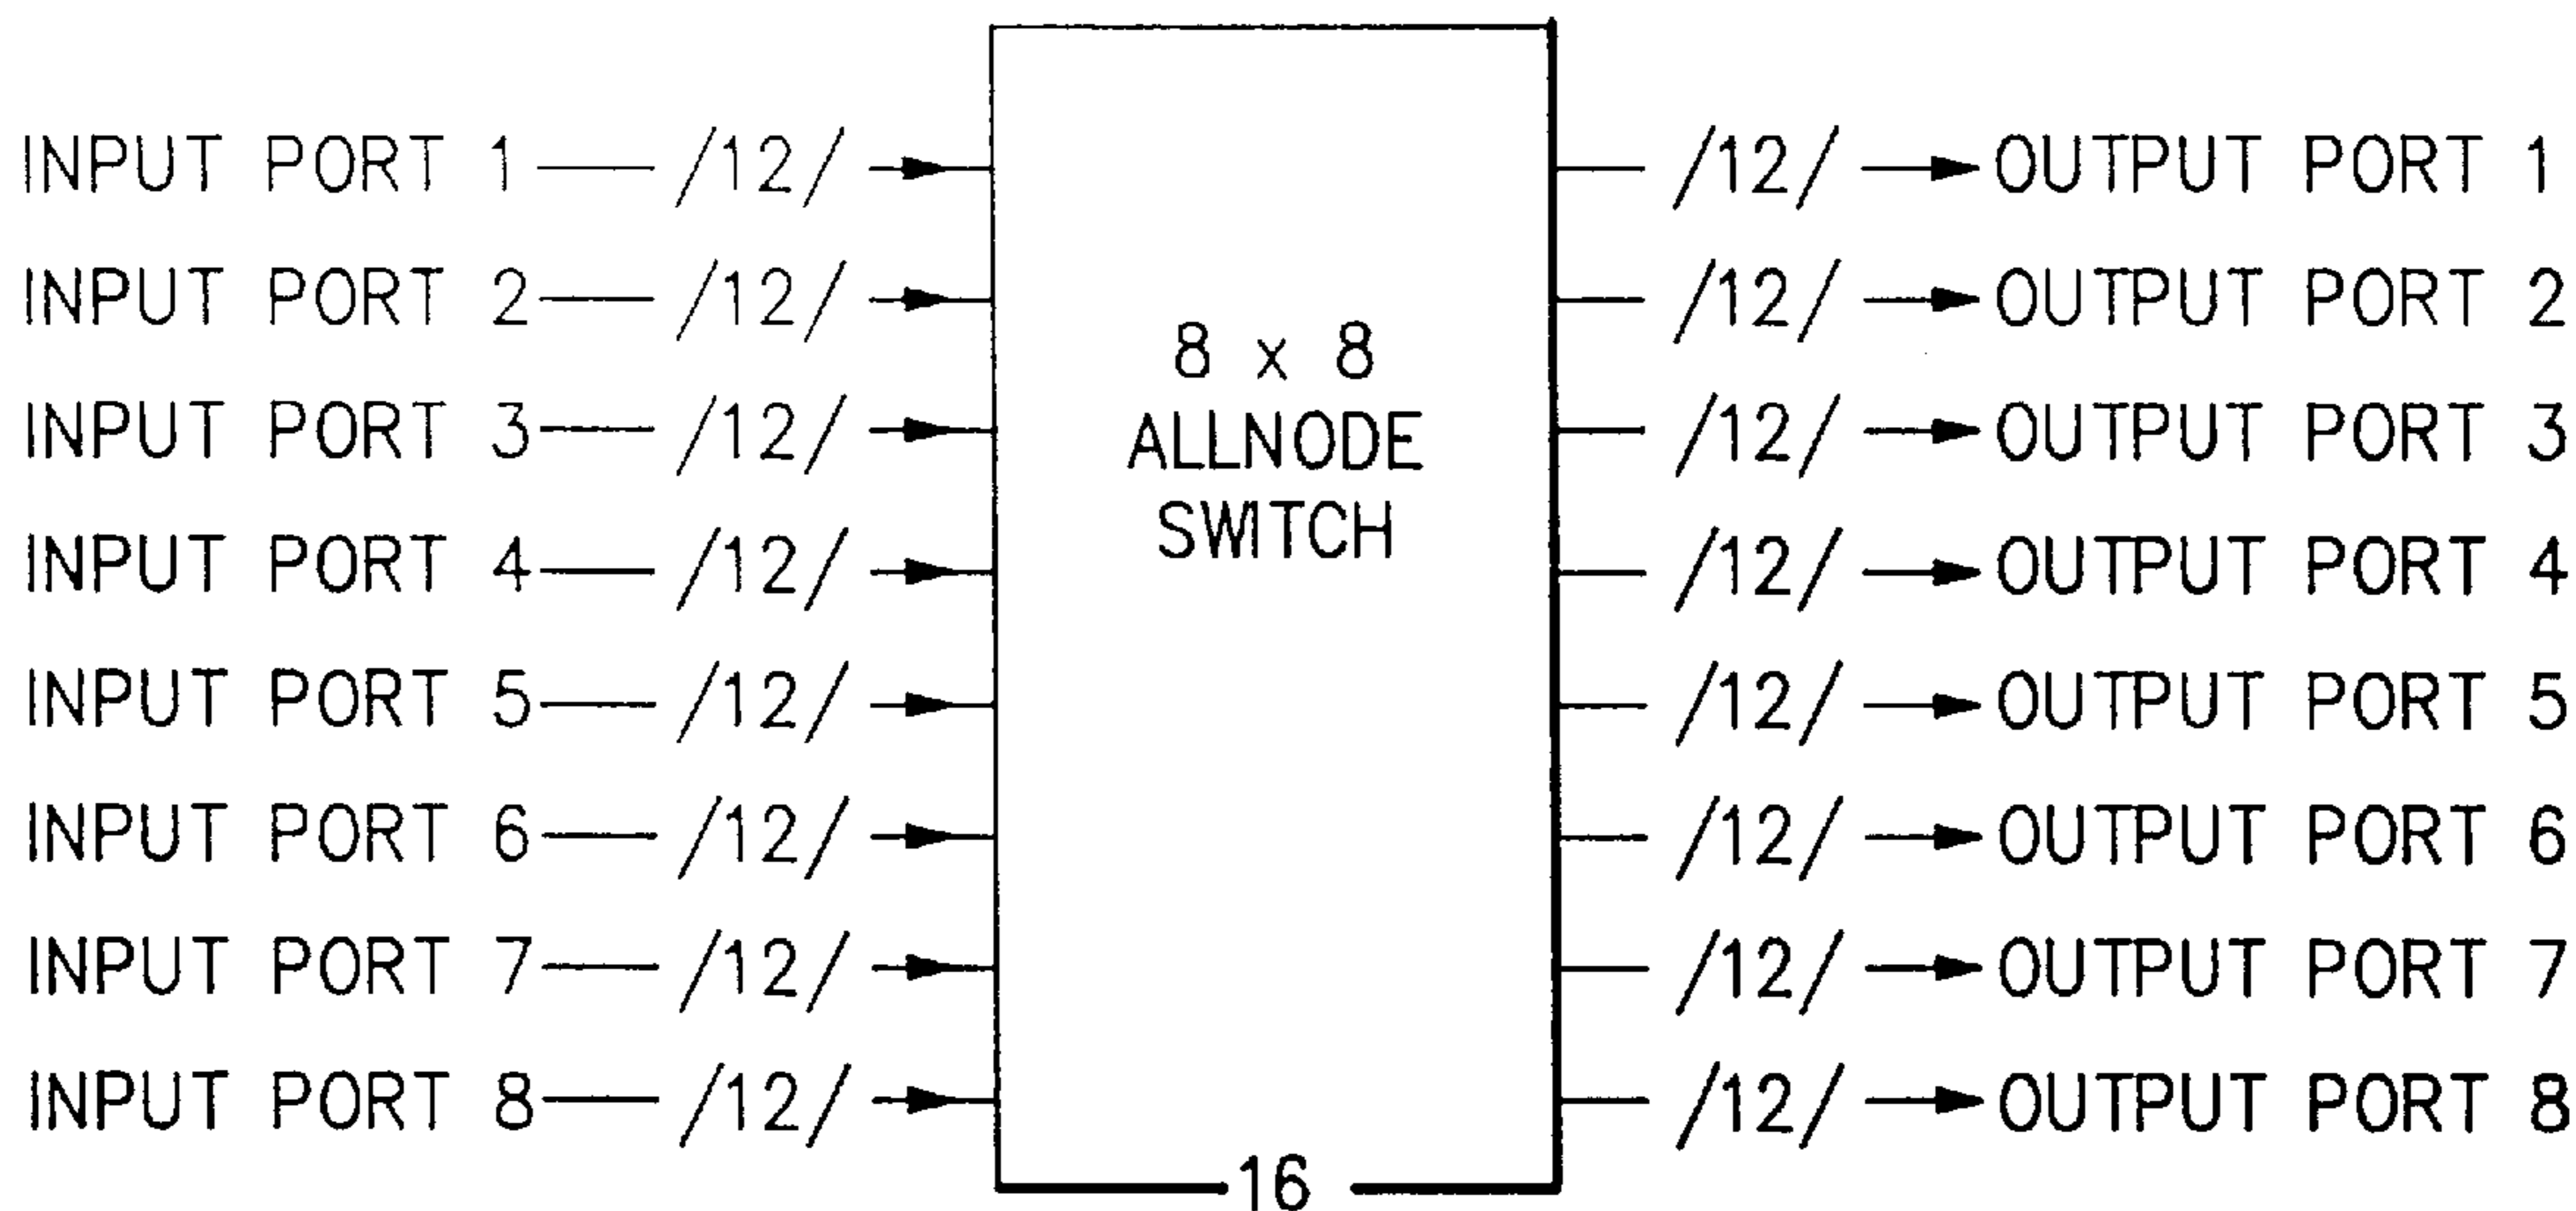 INPUT PORT 1 /12/ /12/ OUTPUT PORT 1
INPUT PORT 2 /12/ /12/ OUTPUT PORT 2
8 x 8
INPUT PORT 3 /12/ ALLNODE /12/ OUTPUT PORT 3
SWITCH
INPUT PORT 4 /12/ /12/ OUTPUT PORT 4
INPUT PORT 5 /12/ /12/ OUTPUT PORT 5
INPUT PORT 6 /12/ /12/ OUTPUT PORT 6
INPUT PORT 7 /12/ /12/ OUTPUT PORT 7
INPUT PORT 8 /12/ /12/ OUTPUT PORT 8
16